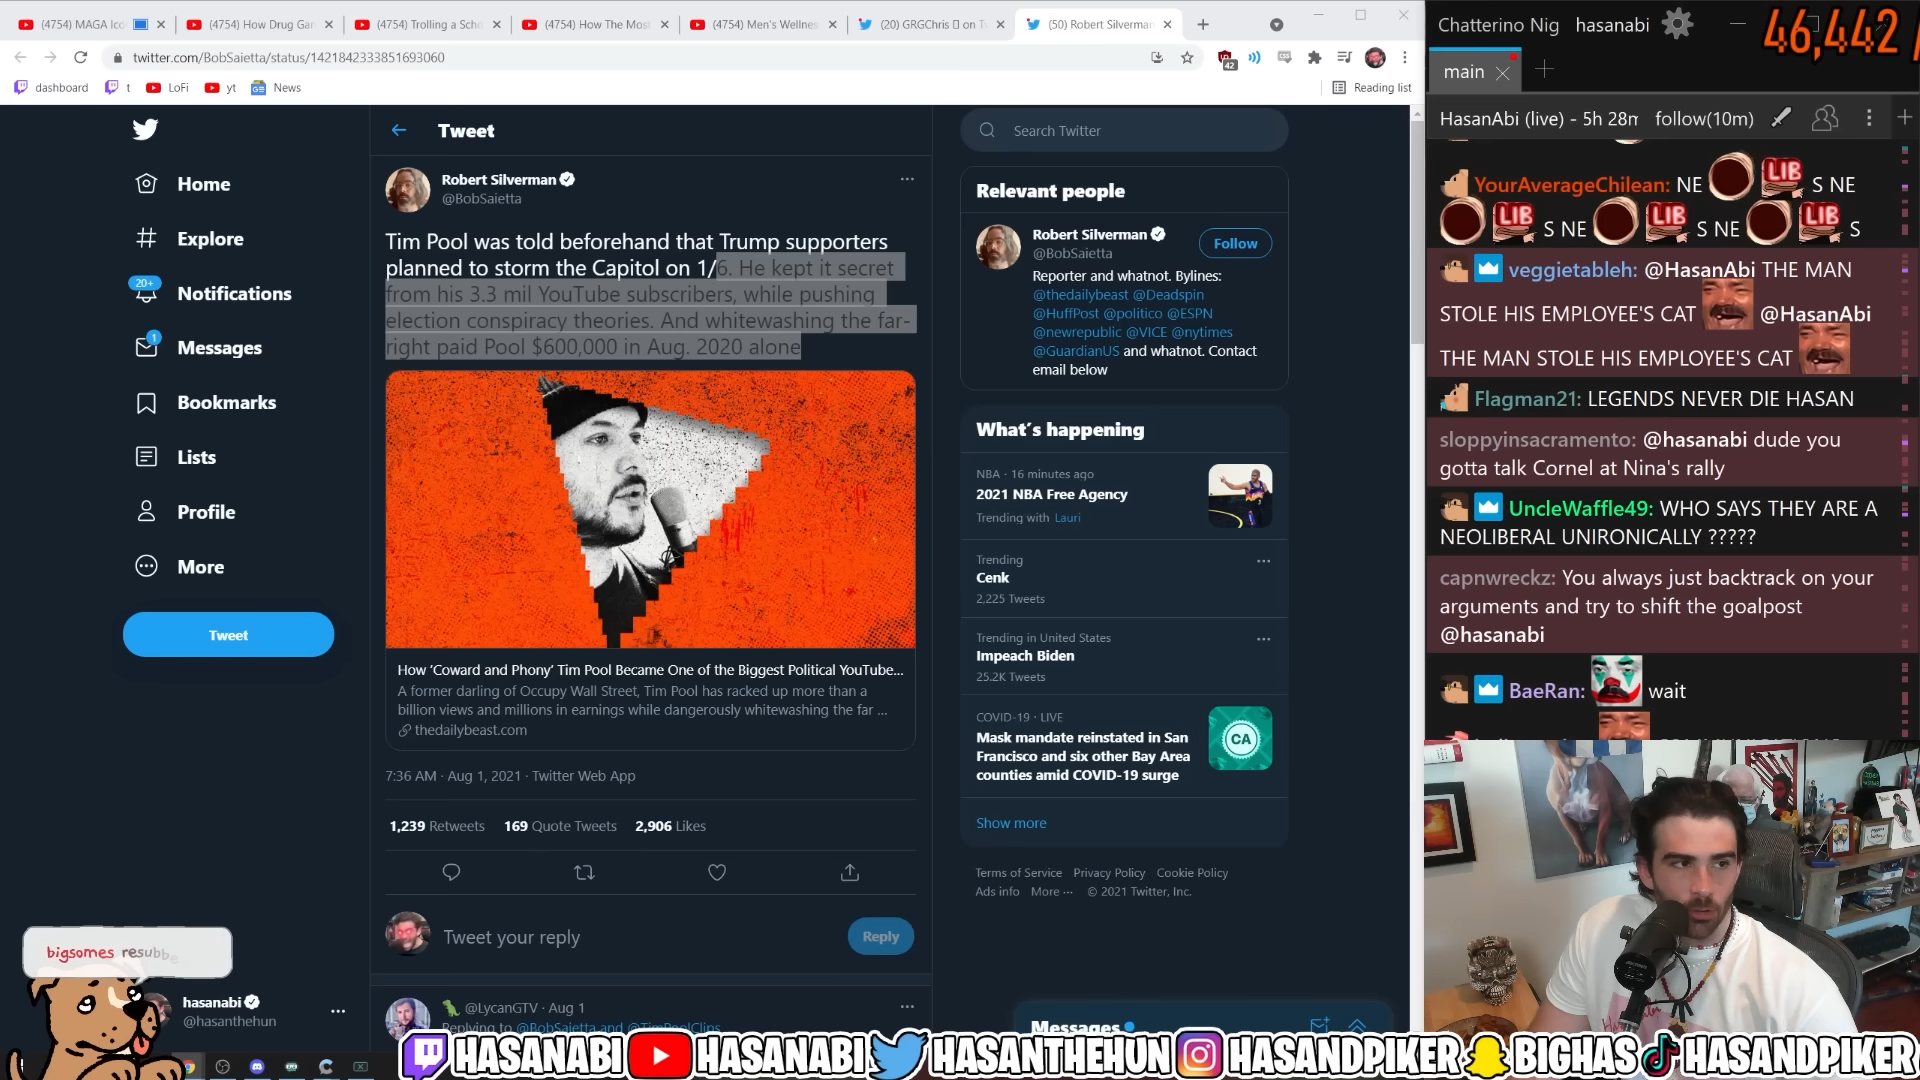 (4754) MAGA Ico
(4754) How Drug Gan
(4754) Trolling a Sch
(4754) How The Most
(4754) Men's Wellnes
(20) GRGChris on T
(50) Robert Silverman
twitter.com/BobSaietta/status/1421842333851693060
42
dashboard
t
LoFi
yt
News
Reading list
Home
Explore
20+
Notifications
1
Messages
Bookmarks
Lists
Profile
More
Tweet
bigsomes resubbe
hasanabi
@hasanthehun
Tweet
Robert Silverman
@BobSaietta
Tim Pool was told beforehand that Trump supporters
planned to storm the Capitol on 1/6. He kept it secret
from his 3.3 mil YouTube subscribers, while pushing
election conspiracy theories. And whitewashing the far-
right paid Pool $600,000 in Aug. 2020 alone
How ‘Coward and Phony’ Tim Pool Became One of the Biggest Political YouTube...
A former darling of Occupy Wall Street, Tim Pool has racked up more than a
billion views and millions in earnings while dangerously whitewashing the far ...
thedailybeast.com
7:36 AM · Aug 1, 2021 · Twitter Web App
1,239 Retweets 169 Quote Tweets 2,906 Likes
Tweet your reply
Reply
@LycanGTV · Aug 1
Replying to @BobSaietta and @TimPoolClips
Search Twitter
Relevant people
Robert Silverman
@BobSaietta
Follow
Reporter and whatnot. Bylines:
@thedailybeast @Deadspin
@HuffPost @politico @ESPN
@newrepublic @VICE @nytimes
@GuardianUS and whatnot. Contact
email below
What's happening
NBA · 16 minutes ago
2021 NBA Free Agency
Trending with Lauri
Trending
Cenk
2,225 Tweets
Trending in United States
Impeach Biden
25.2K Tweets
COVID-19 · LIVE
Mask mandate reinstated in San
Francisco and six other Bay Area
counties amid COVID-19 surge
CA
Show more
Terms of Service Privacy Policy Cookie Policy
Ads info More ··· © 2021 Twitter, Inc.
Messages
Chatterino Nig hasanabi
46,442 /
main
HasanAbi (live) - 5h 28m follow(10m)
YourAverageChilean: NE LIB S NE
LIB S NE LIB S NE LIB S
veggietableh: @HasanAbi THE MAN
STOLE HIS EMPLOYEE'S CAT @HasanAbi
THE MAN STOLE HIS EMPLOYEE'S CAT
Flagman21: LEGENDS NEVER DIE HASAN
sloppyinsacramento: @hasanabi dude you
gotta talk Cornel at Nina's rally
UncleWaffle49: WHO SAYS THEY ARE A
NEOLIBERAL UNIRONICALLY ?????
capnwreckz: You always just backtrack on your
arguments and try to shift the goalpost
@hasanabi
BaeRan: wait
HASANABI HASANABI HASANTHEHUN HASANDPIKER BIGHAS HASANDPIKER